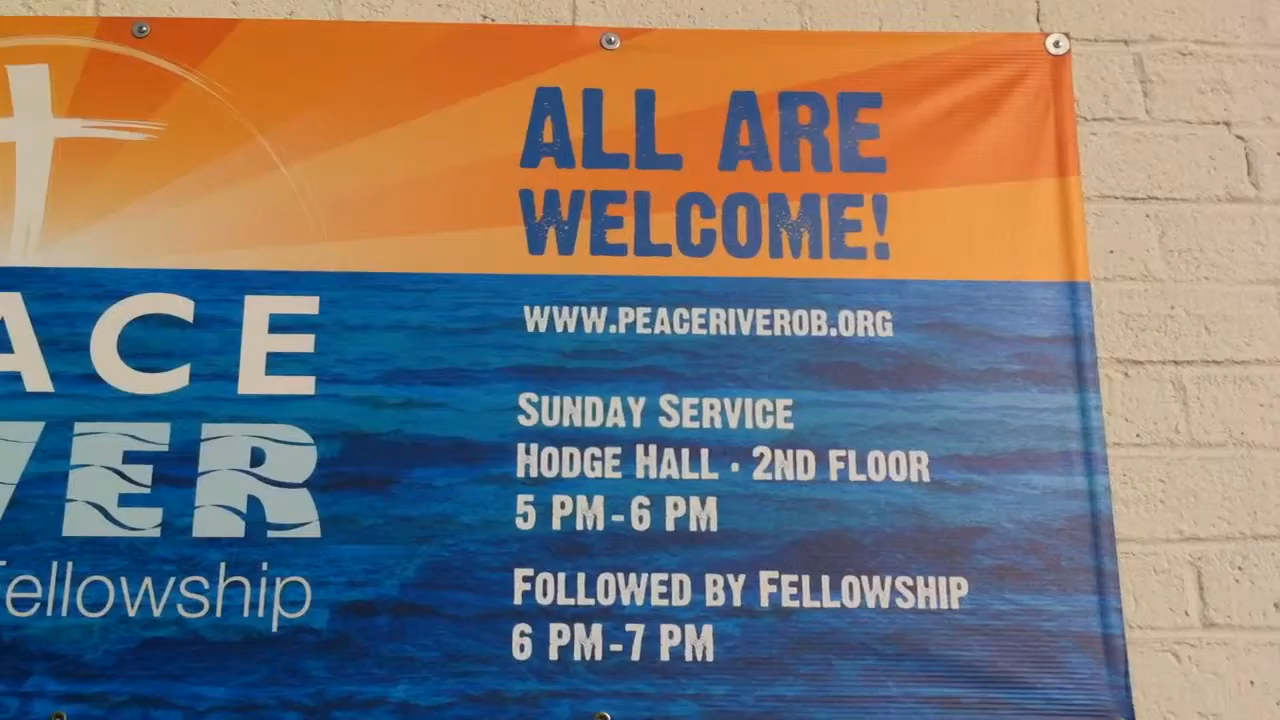 ACE
VER
Fellowship
ALL ARE
WELCOME!
WWW.PEACERIVEROB.ORG
SUNDAY SERVICE
HODGE HALL · 2ND FLOOR
5 PM-6 PM
FOLLOWED BY FELLOWSHIP
6 PM-7 PM